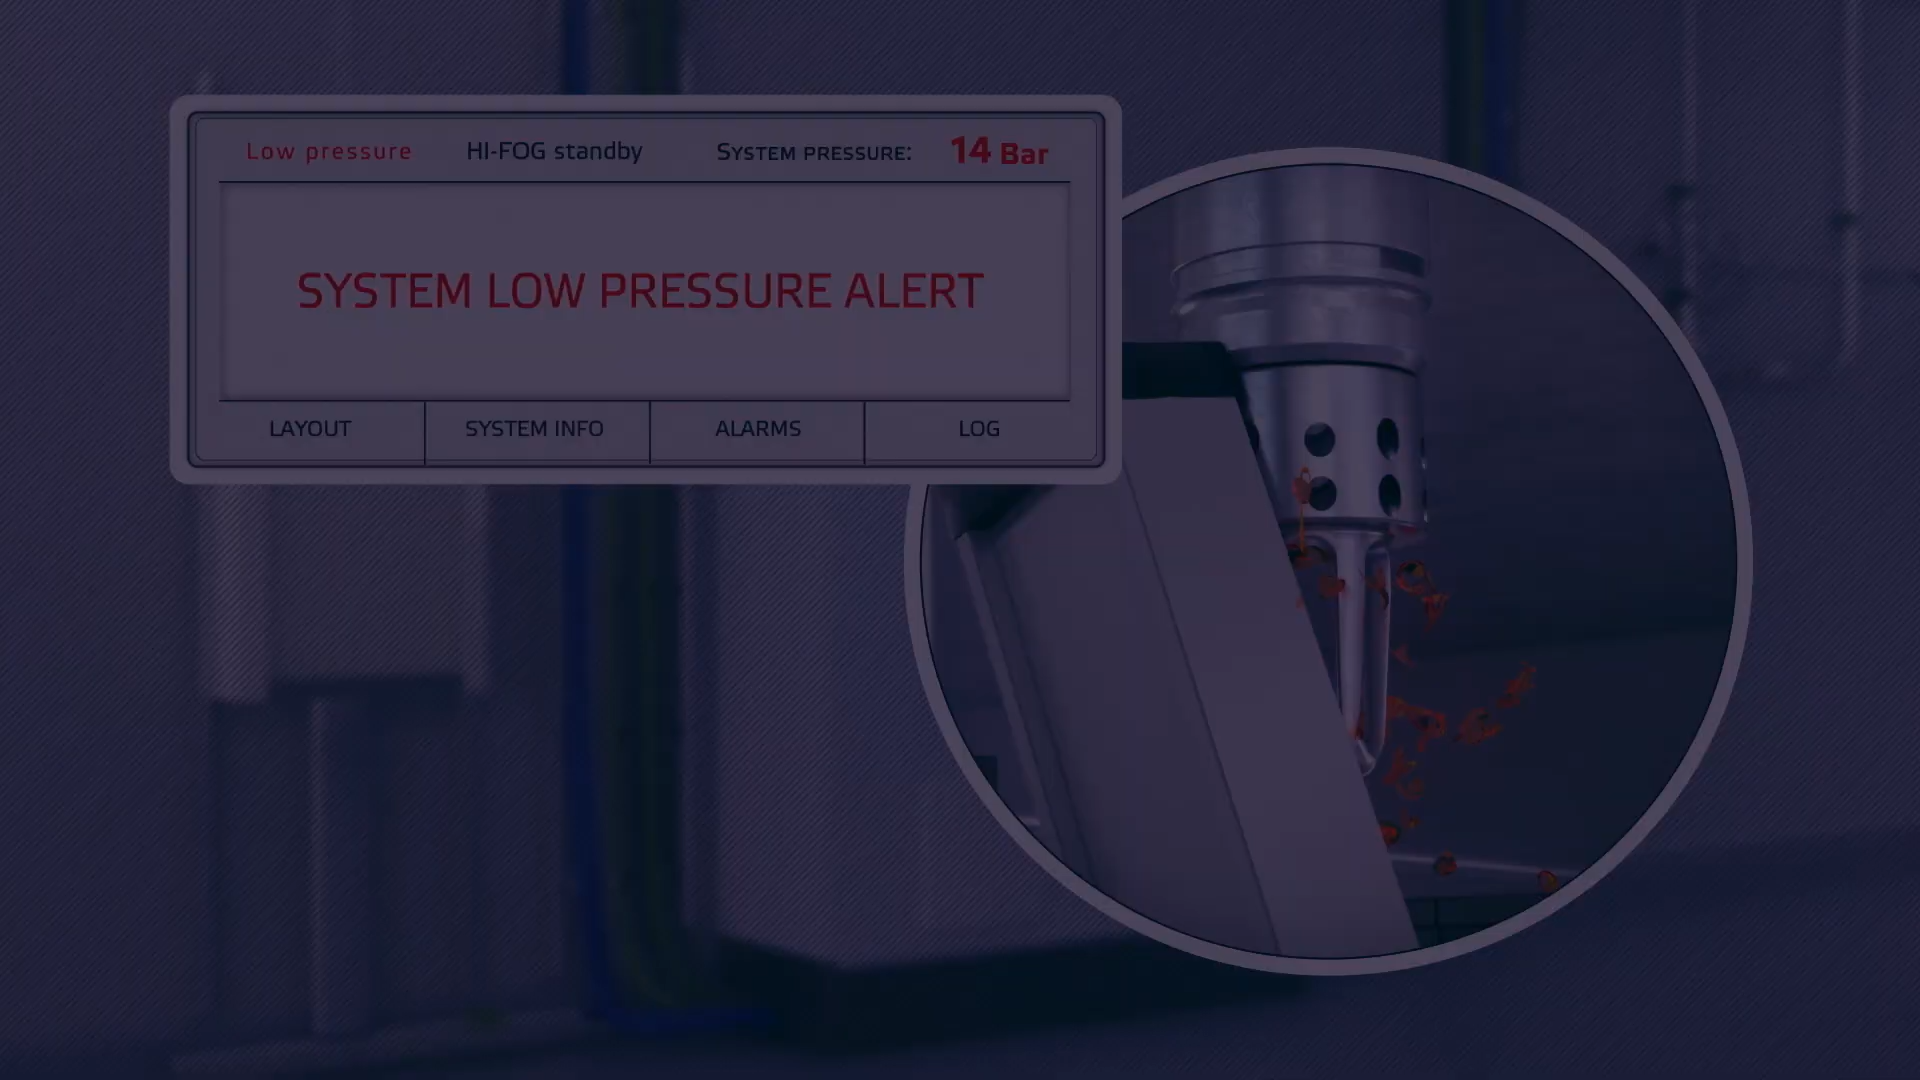 Low pressure HI-FOG standby SYSTEM PRESSURE: 14 Bar
SYSTEM LOW PRESSURE ALERT
LAYOUT SYSTEM INFO ALARMS LOG